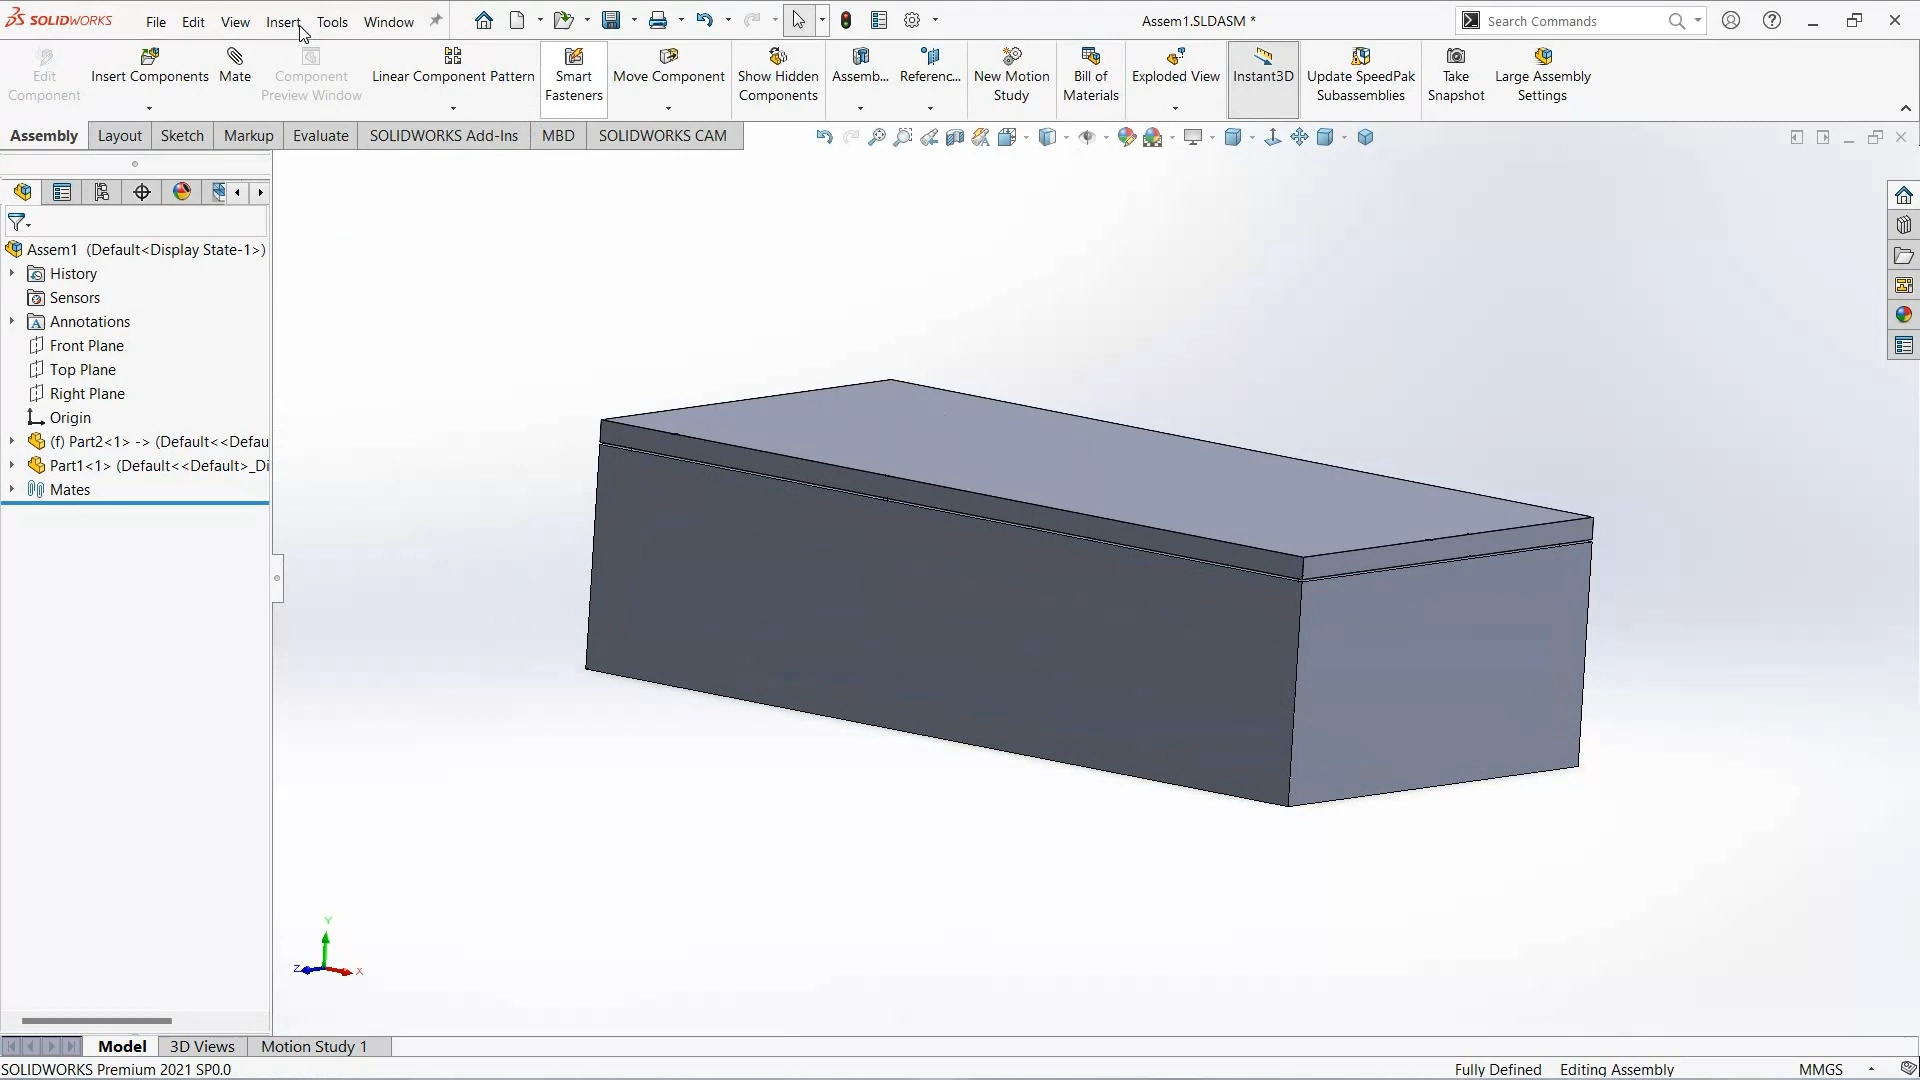 SOLIDWORKS File Edit View Insert Tools Window Assem1.SLDASM * Search Commands
Edit Component
Insert Components
Mate
Component Preview Window
Linear Component Pattern
Smart Fasteners
Move Component
Show Hidden Components
Assemb...
Referenc...
New Motion Study
Bill of Materials
Exploded View
Instant3D
Update SpeedPak Subassemblies
Take Snapshot
Large Assembly Settings
Assembly Layout Sketch Markup Evaluate SOLIDWORKS Add-Ins MBD SOLIDWORKS CAM
Assem1 (Default<Display State-1>)
History
Sensors
A Annotations
Front Plane
Top Plane
Right Plane
Origin
(f) Part2<1> -> (Default<<Defau
Part1<1> (Default<<Default>_Di
Mates
Y
Z X
Model 3D Views Motion Study 1
SOLIDWORKS Premium 2021 SP0.0 Fully Defined Editing Assembly MMGS